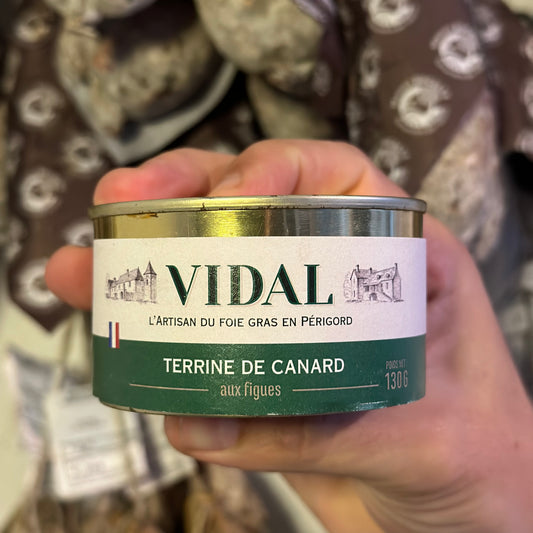 VIDAL
L'ARTISAN DU FOIE GRAS EN PÉRIGORD
TERRINE DE CANARD
aux figues
POIDS NET
130G